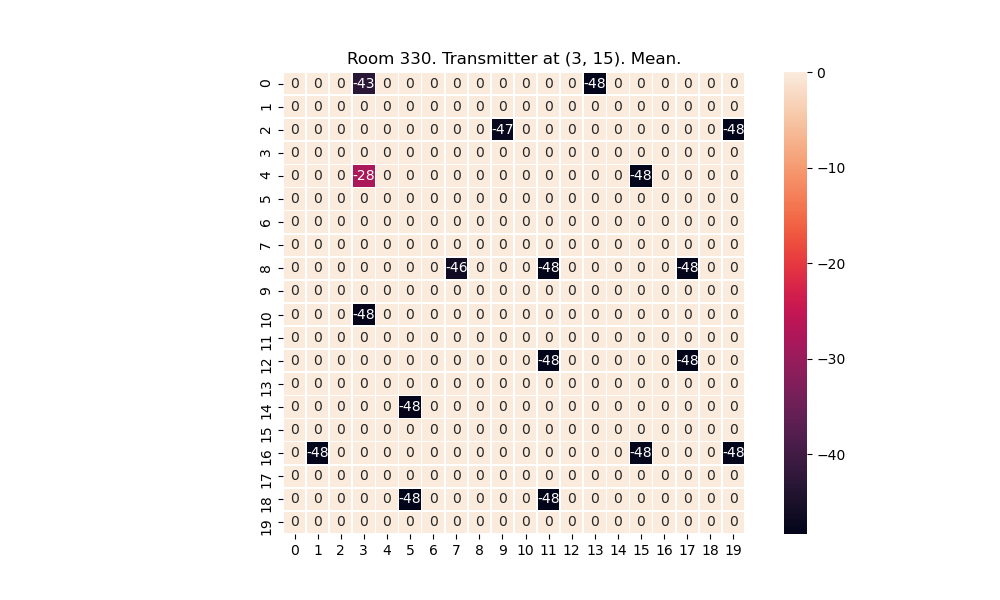 Room 330. Transmitter at (3, 15). Mean.
0 0 0 0 -43 0 0 0 0 0 0 0 0 0 -48 0 0 0 0 0 0
1 0 0 0 0 0 0 0 0 0 0 0 0 0 0 0 0 0 0 0 0
2 0 0 0 0 0 0 0 0 0 -47 0 0 0 0 0 0 0 0 0 -48
3 0 0 0 0 0 0 0 0 0 0 0 0 0 0 0 0 0 0 0 0
4 0 0 0 -28 0 0 0 0 0 0 0 0 0 0 0 -48 0 0 0 0
5 0 0 0 0 0 0 0 0 0 0 0 0 0 0 0 0 0 0 0 0
6 0 0 0 0 0 0 0 0 0 0 0 0 0 0 0 0 0 0 0 0
7 0 0 0 0 0 0 0 0 0 0 0 0 0 0 0 0 0 0 0 0
8 0 0 0 0 0 0 0 -46 0 0 0 -48 0 0 0 0 0 -48 0 0
9 0 0 0 0 0 0 0 0 0 0 0 0 0 0 0 0 0 0 0 0
10 0 0 0 -48 0 0 0 0 0 0 0 0 0 0 0 0 0 0 0 0
11 0 0 0 0 0 0 0 0 0 0 0 0 0 0 0 0 0 0 0 0
12 0 0 0 0 0 0 0 0 0 0 0 -48 0 0 0 0 0 -48 0 0
13 0 0 0 0 0 0 0 0 0 0 0 0 0 0 0 0 0 0 0 0
14 0 0 0 0 0 -48 0 0 0 0 0 0 0 0 0 0 0 0 0 0
15 0 0 0 0 0 0 0 0 0 0 0 0 0 0 0 0 0 0 0 0
16 0 -48 0 0 0 0 0 0 0 0 0 0 0 0 0 -48 0 0 0 -48
17 0 0 0 0 0 0 0 0 0 0 0 0 0 0 0 0 0 0 0 0
18 0 0 0 0 0 -48 0 0 0 0 0 -48 0 0 0 0 0 0 0 0
19 0 0 0 0 0 0 0 0 0 0 0 0 0 0 0 0 0 0 0 0
0 1 2 3 4 5 6 7 8 9 10 11 12 13 14 15 16 17 18 19
0
−10
−20
−30
−40